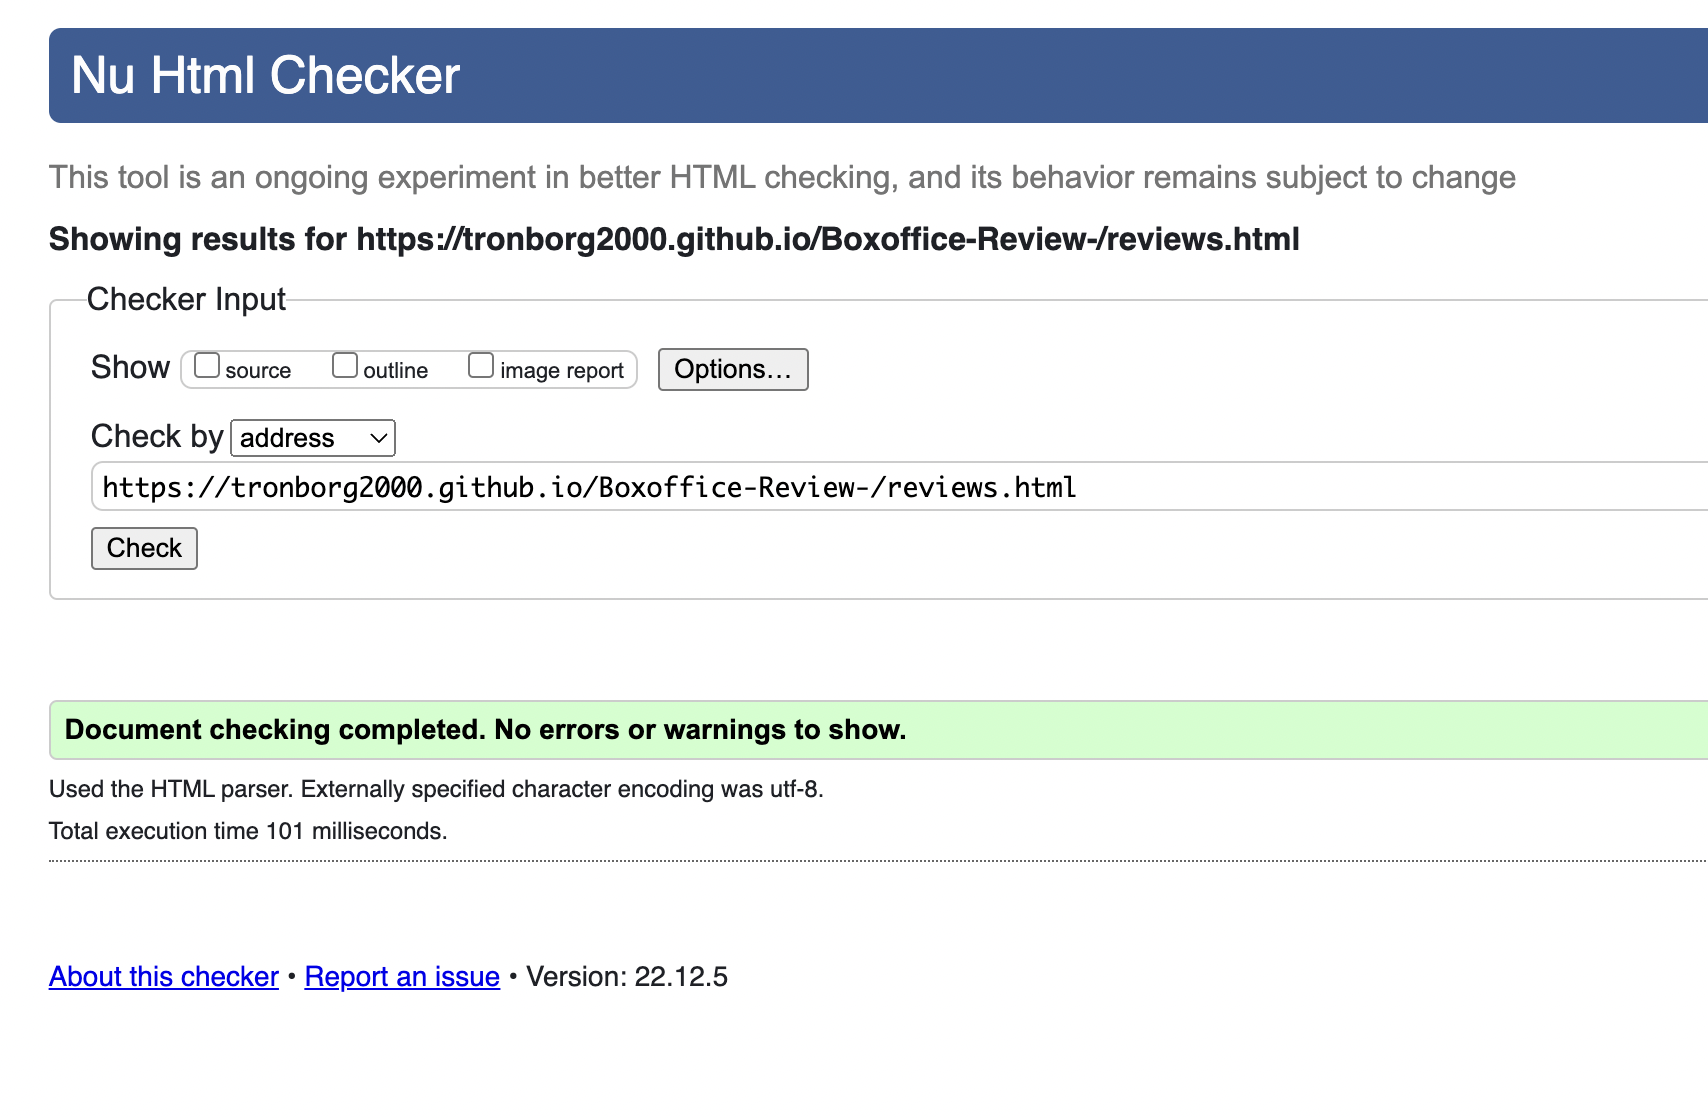 Nu Html Checker
This tool is an ongoing experiment in better HTML checking, and its behavior remains subject to change
Showing results for https://tronborg2000.github.io/Boxoffice-Review-/reviews.html
Checker Input
Show source outline image report Options...
Check by address
https://tronborg2000.github.io/Boxoffice-Review-/reviews.html
Check
Document checking completed. No errors or warnings to show.
Used the HTML parser. Externally specified character encoding was utf-8.
Total execution time 101 milliseconds.
About this checker • Report an issue • Version: 22.12.5